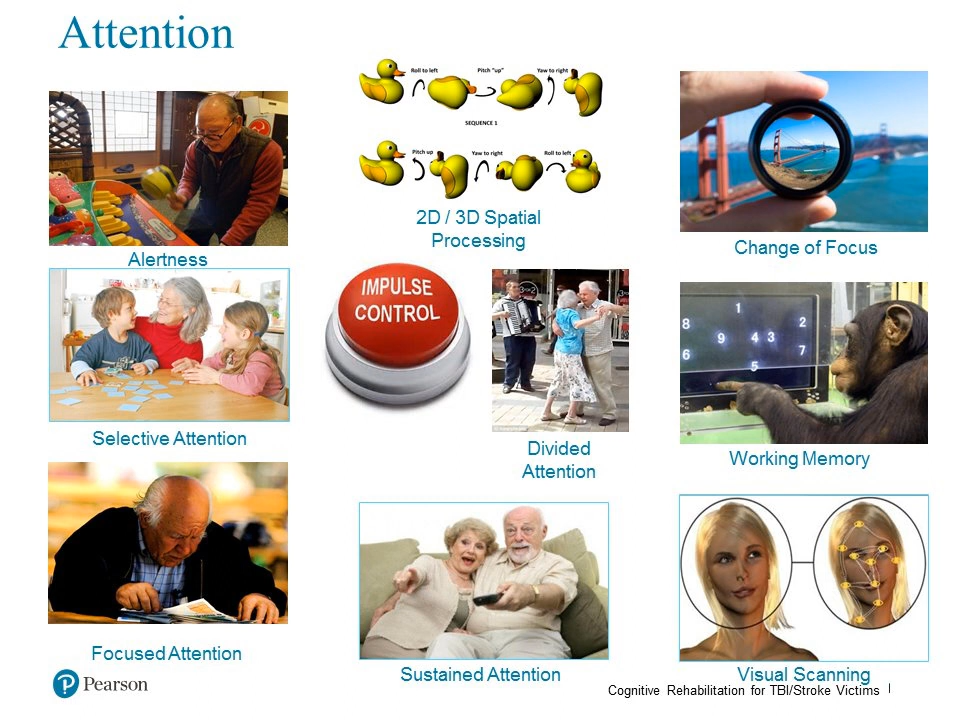 Attention
Roll to left
Pitch "up"
Yaw to right
SEQUENCE 1
Pitch up
Yaw to right
Roll to left
2D / 3D Spatial
Processing
Alertness
Change of Focus
IMPULSE
CONTROL
1
8
2
9
4
3
6
7
5
Selective Attention
Divided
Attention
Working Memory
Focused Attention
Sustained Attention
Visual Scanning
Pearson
Cognitive Rehabilitation for TBI/Stroke Victims |